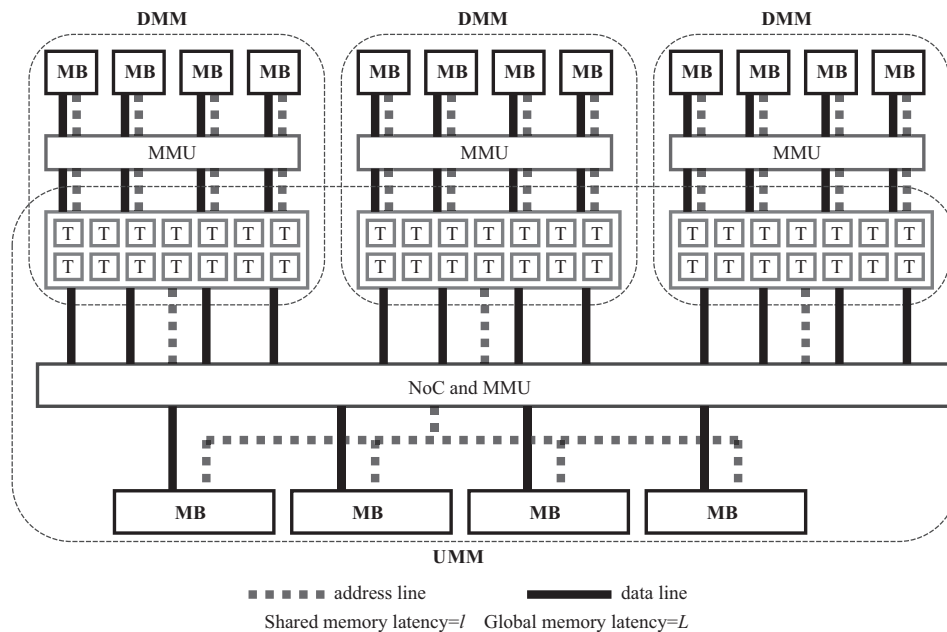 DMM DMM DMM
MB MB MB MB MB MB MB MB MB MB MB MB
MMU MMU MMU
T T T T T T T T T T T T T T T T T T T T T
T T T T T T T T T T T T T T T T T T T T T
NoC and MMU
MB MB MB MB
UMM
address line data line
Shared memory latency=l Global memory latency=L